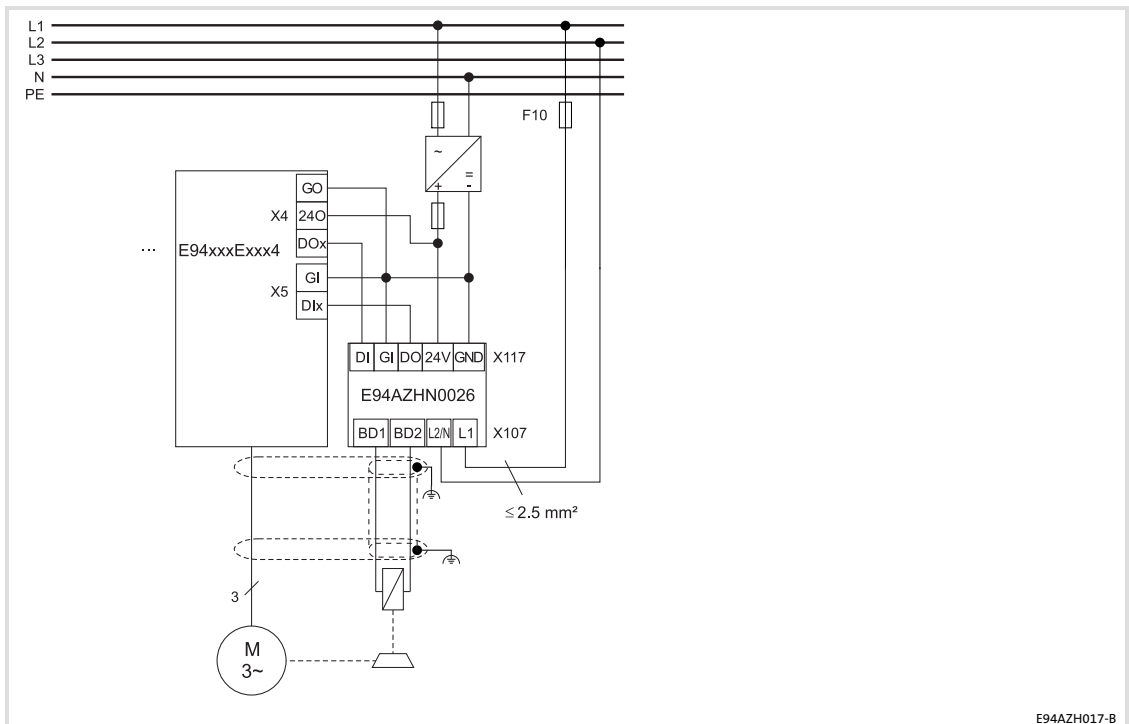 L1
L2
L3
N
PE
F10
~
=
+ -
GO
X4 24O
DOx
... E94xxxExxx4
GI
X5
DIx
DI GI DO 24V GND X117
E94AZHN0026
BD1 BD2 L2/N L1 X107
≤ 2.5 mm²
3
M
3~
E94AZH017-B